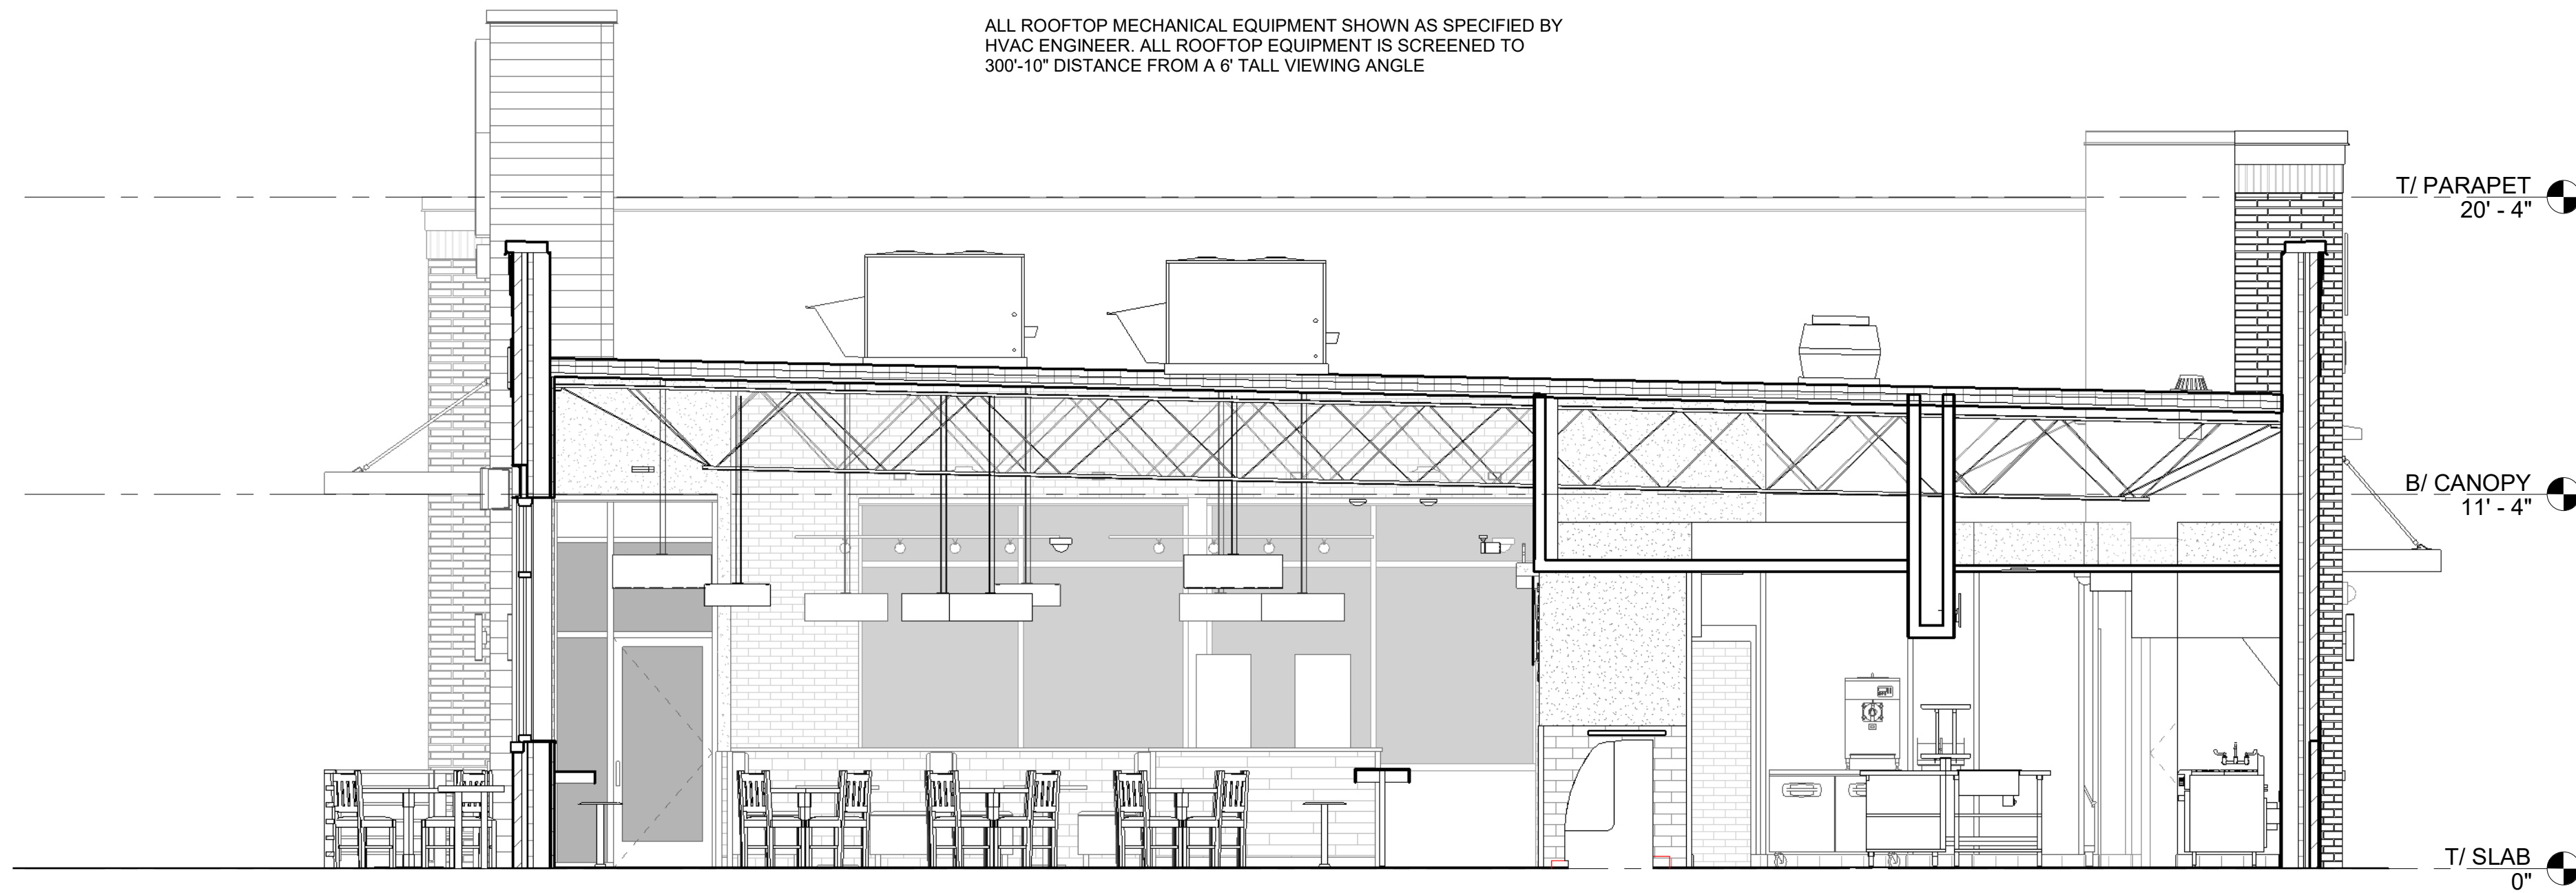 ALL ROOFTOP MECHANICAL EQUIPMENT SHOWN AS SPECIFIED BY
HVAC ENGINEER. ALL ROOFTOP EQUIPMENT IS SCREENED TO
300'-10" DISTANCE FROM A 6' TALL VIEWING ANGLE
T/ PARAPET
20' - 4"
B/ CANOPY
11' - 4"
T/ SLAB
0"